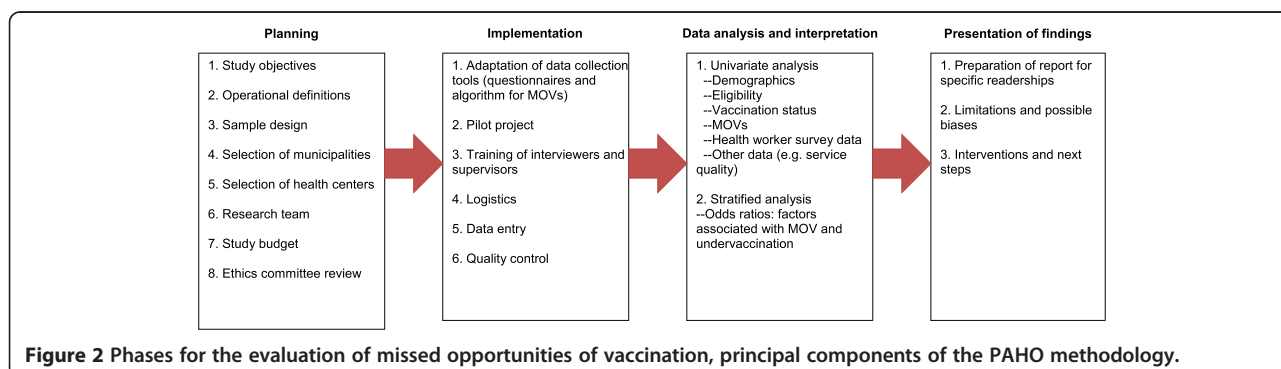 Planning
1. Study objectives
2. Operational definitions
3. Sample design
4. Selection of municipalities
5. Selection of health centers
6. Research team
7. Study budget
8. Ethics committee review
Implementation
1. Adaptation of data collection
tools (questionnaires and
algorithm for MOVs)
2. Pilot project
3. Training of interviewers and
supervisors
4. Logistics
5. Data entry
6. Quality control
Data analysis and interpretation
1. Univariate analysis
--Demographics
--Eligibility
--Vaccination status
--MOVs
--Health worker survey data
--Other data (e.g. service
quality)
2. Stratified analysis
--Odds ratios: factors
associated with MOV and
undervaccination
Presentation of findings
1. Preparation of report for
specific readerships
2. Limitations and possible
biases
3. Interventions and next
steps
Figure 2 Phases for the evaluation of missed opportunities of vaccination, principal components of the PAHO methodology.